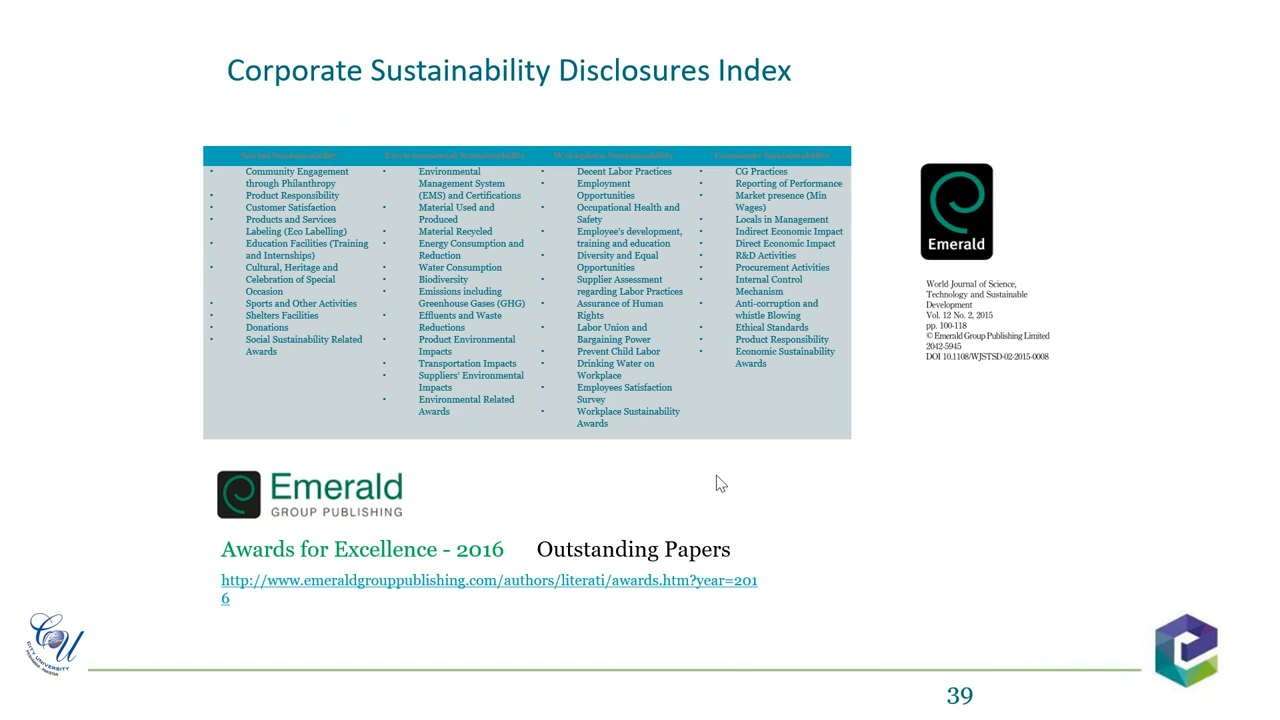 Corporate Sustainability Disclosures Index
Social Sustainability
Environmental Sustainability
Workplace Sustainability
Economic Sustainability
• Community Engagement
through Philanthropy
• Product Responsibility
• Customer Satisfaction
• Products and Services
Labeling (Eco Labelling)
• Education Facilities (Training
and Internships)
• Cultural, Heritage and
Celebration of Special
Occasion
• Sports and Other Activities
• Shelters Facilities
• Donations
• Social Sustainability Related
Awards
• Environmental
Management System
(EMS) and Certifications
• Material Used and
Produced
• Material Recycled
• Energy Consumption and
Reduction
• Water Consumption
• Biodiversity
• Emissions including
Greenhouse Gases (GHG)
• Effluents and Waste
Reductions
• Product Environmental
Impacts
• Transportation Impacts
• Suppliers' Environmental
Impacts
• Environmental Related
Awards
• Decent Labor Practices
• Employment
Opportunities
• Occupational Health and
Safety
• Employee's development,
training and education
• Diversity and Equal
Opportunities
• Supplier Assessment
regarding Labor Practices
• Assurance of Human
Rights
• Labor Union and
Bargaining Power
• Prevent Child Labor
• Drinking Water on
Workplace
• Employees Satisfaction
Survey
• Workplace Sustainability
Awards
• CG Practices
• Reporting of Performance
• Market presence (Min
Wages)
• Locals in Management
• Indirect Economic Impact
• Direct Economic Impact
• R&D Activities
• Procurement Activities
• Internal Control
Mechanism
• Anti-corruption and
whistle Blowing
• Ethical Standards
• Product Responsibility
• Economic Sustainability
Awards
Emerald
World Journal of Science,
Technology and Sustainable
Development
Vol. 12 No. 2, 2015
pp. 100-118
© Emerald Group Publishing Limited
2042-5945
DOI 10.1108/WJSTSD-02-2015-0008
Emerald
GROUP PUBLISHING
Awards for Excellence - 2016 Outstanding Papers
http://www.emeraldgrouppublishing.com/authors/literati/awards.htm?year=201
6
CU
CITY UNIVERSITY
39